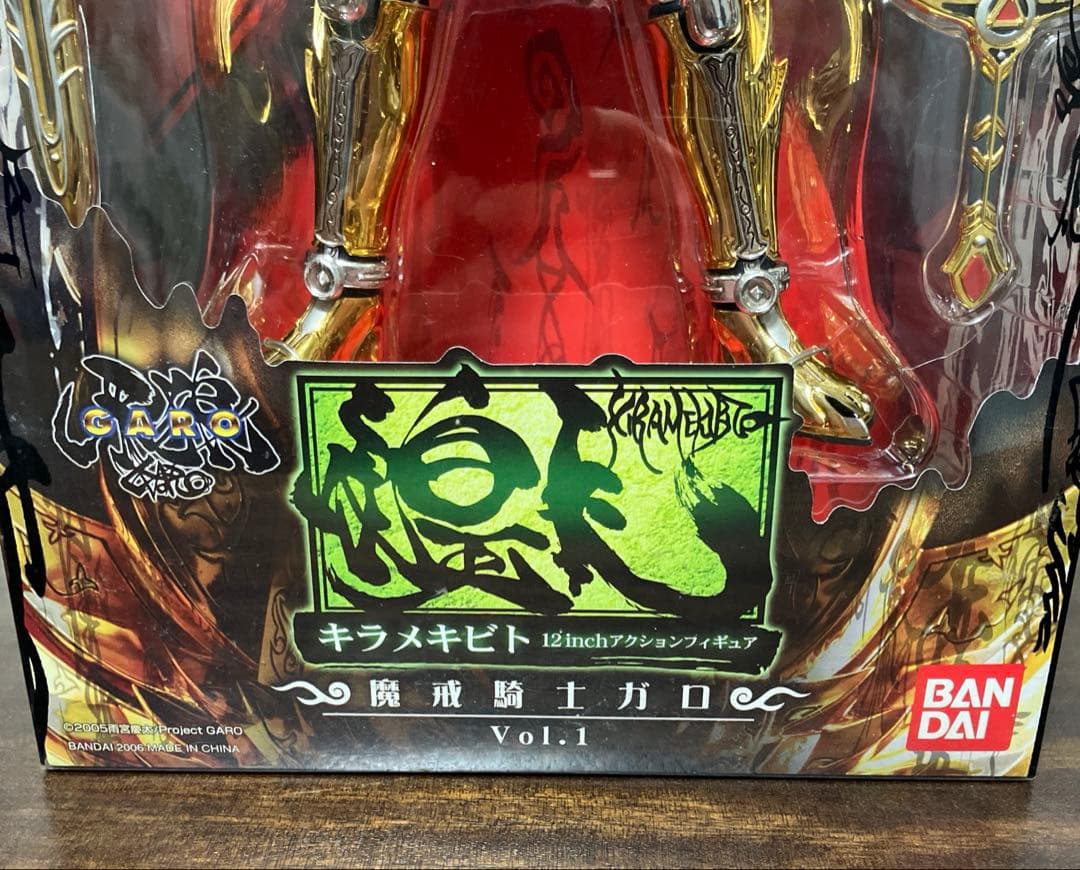 GARO
KIRAMEKIBITO
キラメキビト 12inchアクションフィギュア
魔戒騎士ガロ
Vol.1
©2005雨宮慶太/Project GARO
BANDAI 2006 MADE IN CHINA
BAN
DAI